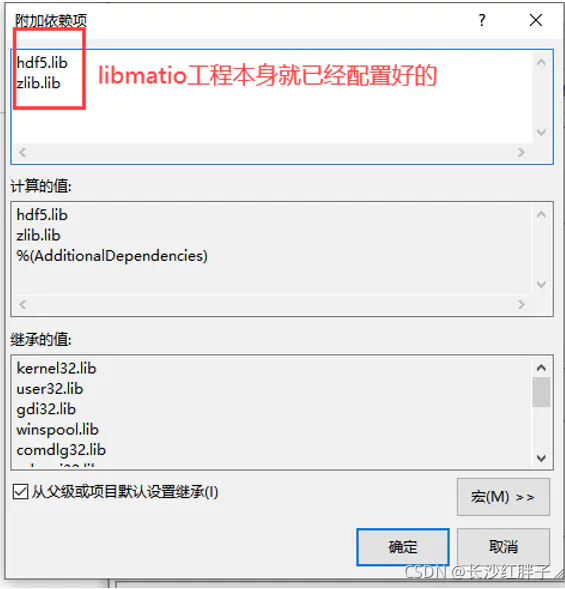 附加依赖项
?
hdf5.lib
zlib.lib
libmatio工程本身就已经配置好的
计算的值:
hdf5.lib
zlib.lib
%(AdditionalDependencies)
继承的值:
kernel32.lib
user32.lib
gdi32.lib
winspool.lib
comdlg32.lib
从父级或项目默认设置继承(I)
宏(M) >>
确定
取消
CSDN @长沙红胖子